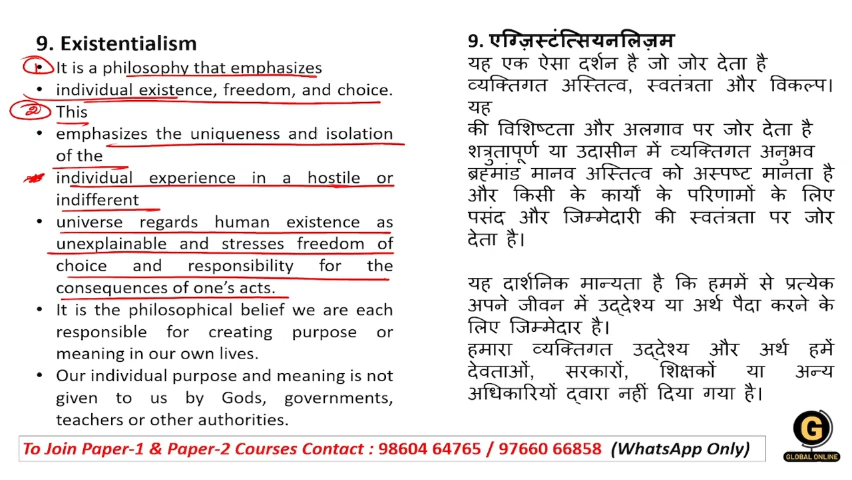 9. Existentialism
① • It is a philosophy that emphasizes
• individual existence, freedom, and choice.
② • This
• emphasizes the uniqueness and isolation
of the
• individual experience in a hostile or
indifferent
• universe regards human existence as
unexplainable and stresses freedom of
choice and responsibility for the
consequences of one's acts.
• It is the philosophical belief we are each
responsible for creating purpose or
meaning in our own lives.
• Our individual purpose and meaning is not
given to us by Gods, governments,
teachers or other authorities.
9. एग्ज़िस्टंत्सियनलिज़म
यह एक ऐसा दर्शन है जो जोर देता है
व्यक्तिगत अस्तित्व, स्वतंत्रता और विकल्प।
यह
की विशिष्टता और अलगाव पर जोर देता है
शत्रुतापूर्ण या उदासीन में व्यक्तिगत अनुभव
ब्रह्मांड मानव अस्तित्व को अस्पष्ट मानता है
और किसी के कार्यों के परिणामों के लिए
पसंद और जिम्मेदारी की स्वतंत्रता पर जोर
देता है।
यह दार्शनिक मान्यता है कि हममें से प्रत्येक
अपने जीवन में उद्देश्य या अर्थ पैदा करने के
लिए जिम्मेदार है।
हमारा व्यक्तिगत उद्देश्य और अर्थ हमें
देवताओं, सरकारों, शिक्षकों या अन्य
अधिकारियों द्वारा नहीं दिया गया है।
To Join Paper-1 & Paper-2 Courses Contact : 98604 64765 / 97660 66858 (WhatsApp Only)
G
GLOBAL ONLINE